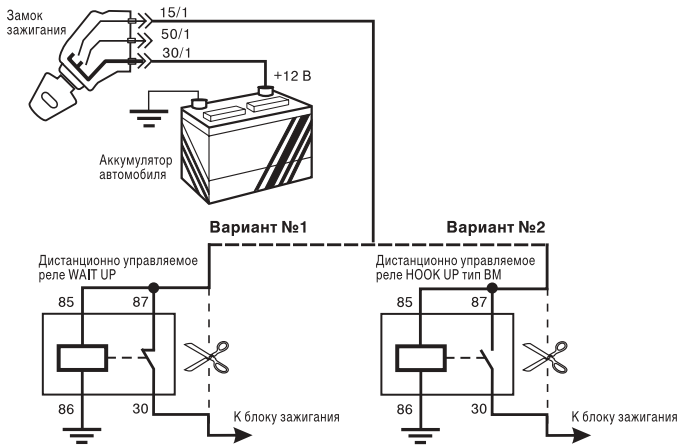 Замок
зажигания
15/1
50/1
30/1
+12 В
Аккумулятор
автомобиля
Вариант №1
Вариант №2
Дистанционно управляемое
реле WAIT UP
Дистанционно управляемое
реле HOOK UP тип ВМ
85
87
85
87
86
30
К блоку зажигания
86
30
К блоку зажигания